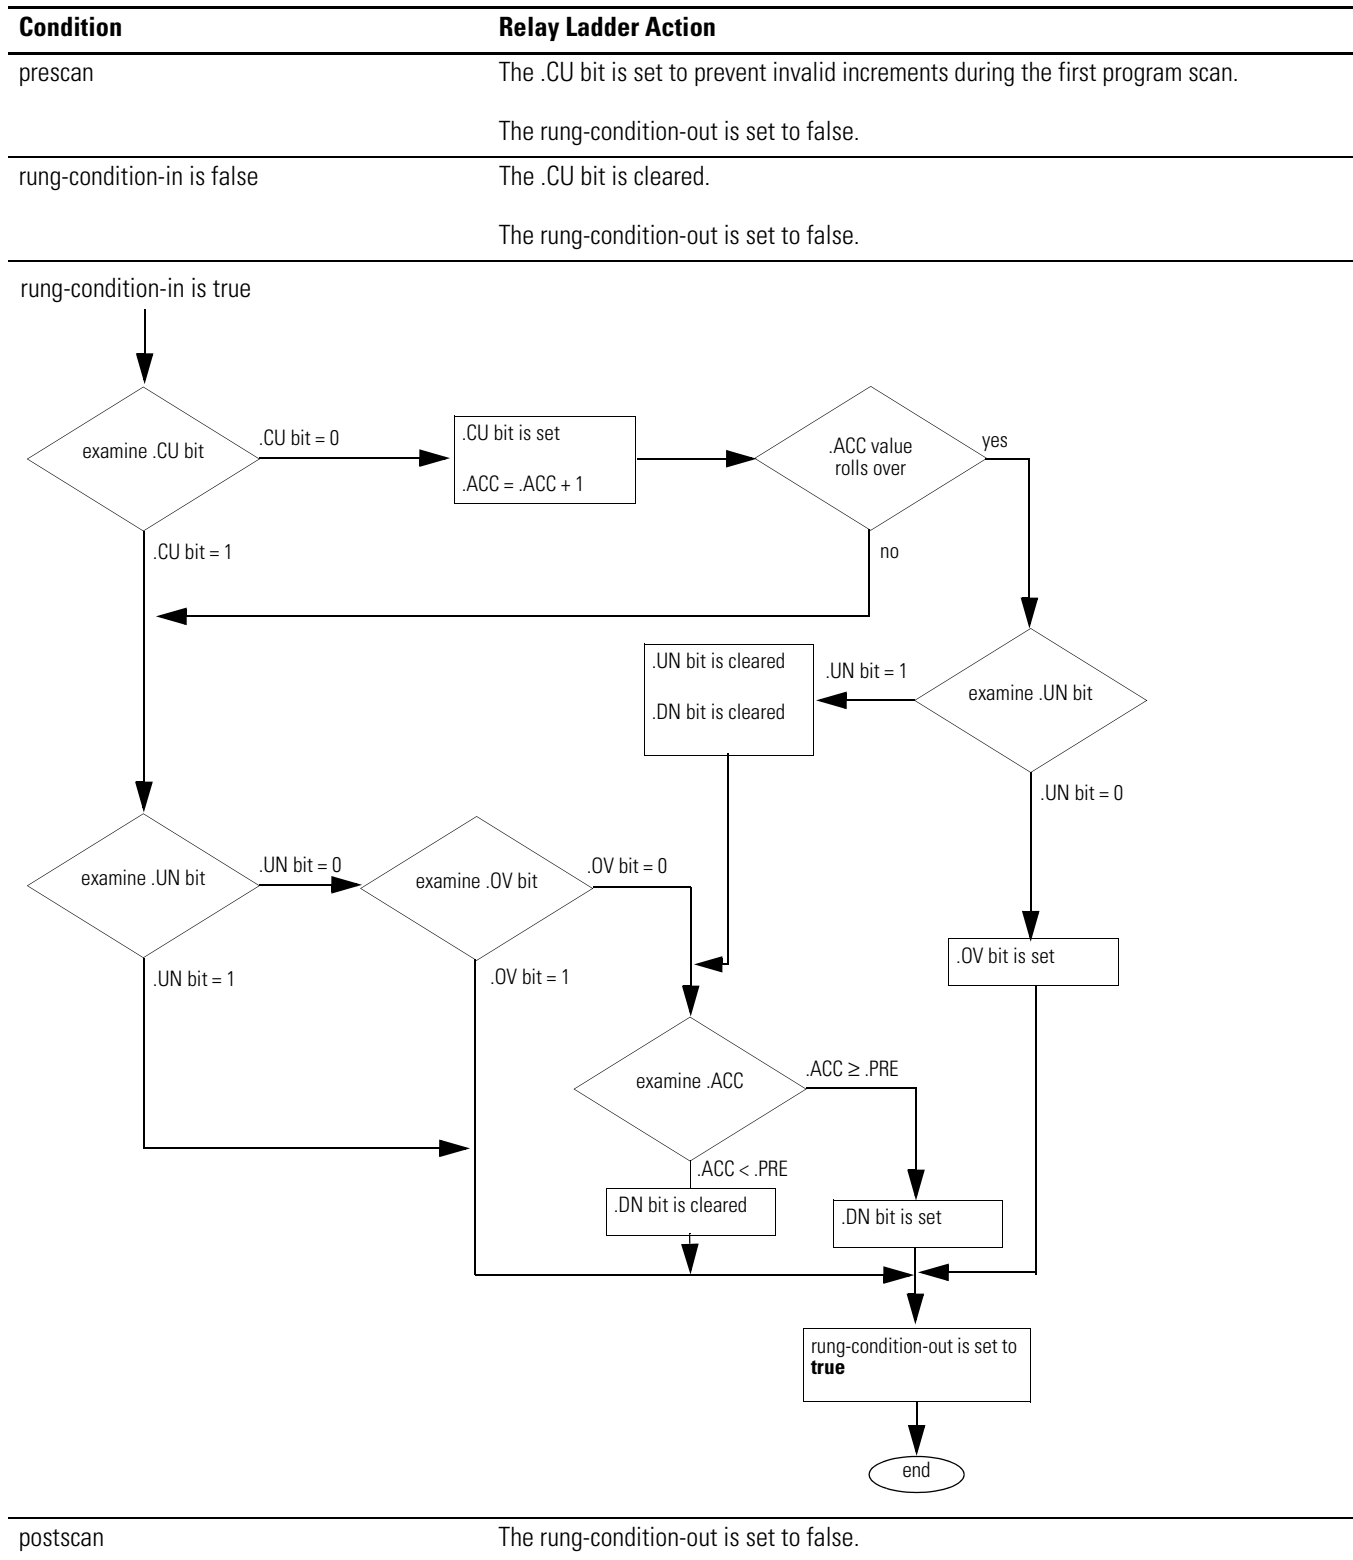 Condition Relay Ladder Action
prescan The .CU bit is set to prevent invalid increments during the first program scan.
The rung-condition-out is set to false.
rung-condition-in is false The .CU bit is cleared.
The rung-condition-out is set to false.
rung-condition-in is true
examine .CU bit
.CU bit = 0
.CU bit is set
.ACC = .ACC + 1
.ACC value
rolls over
yes
.CU bit = 1
no
.UN bit is cleared
.DN bit is cleared
.UN bit = 1
examine .UN bit
.UN bit = 0
examine .UN bit
.UN bit = 0
examine .OV bit
.OV bit = 0
.OV bit is set
.UN bit = 1
.OV bit = 1
examine .ACC
.ACC ≥ .PRE
.ACC < .PRE
.DN bit is cleared
.DN bit is set
rung-condition-out is set to
true
end
postscan The rung-condition-out is set to false.